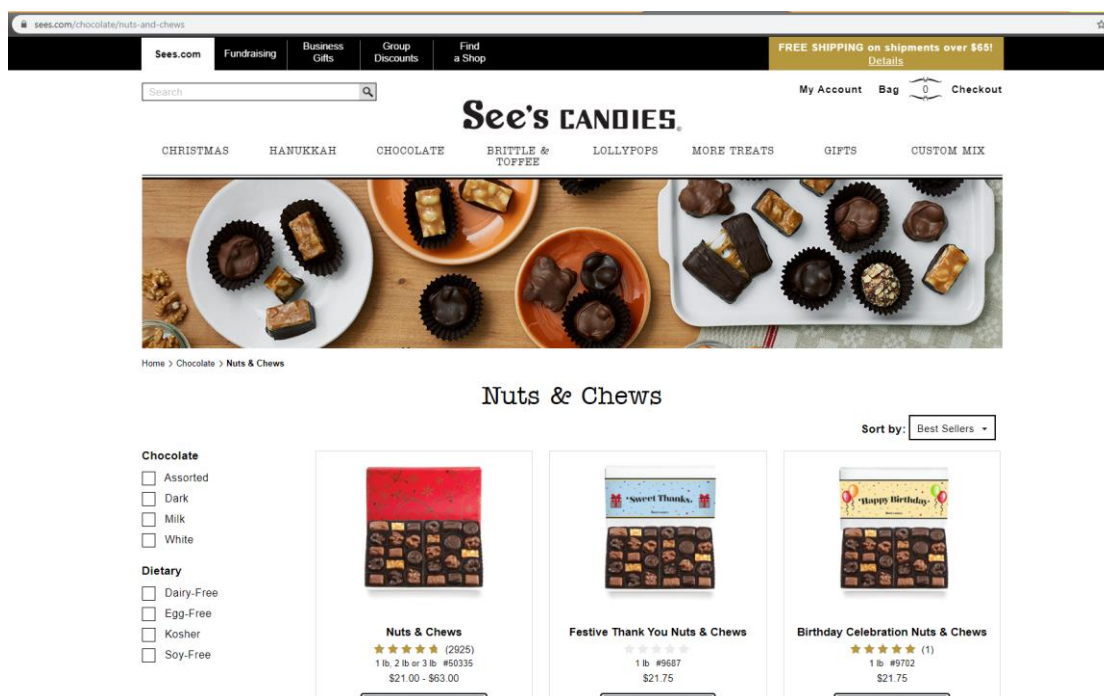 sees.com/chocolate/nuts-and-chews
Sees.com
Fundraising
Business
Gifts
Group
Discounts
Find
a Shop
FREE SHIPPING on shipments over $65!
Details
Search
My Account Bag 0 Checkout
See's CANDIES®
CHRISTMAS
HANUKKAH
CHOCOLATE
BRITTLE &
TOFFEE
LOLLYPOPS
MORE TREATS
GIFTS
CUSTOM MIX
Home > Chocolate > Nuts & Chews
Nuts & Chews
Sort by: Best Sellers
Chocolate
Assorted
Dark
Milk
White
Dietary
Dairy-Free
Egg-Free
Kosher
Soy-Free
Nuts & Chews
(2925)
1 lb, 2 lb or 3 lb #50335
$21.00 - $63.00
Sweet Thanks
Festive Thank You Nuts & Chews
1 lb #9687
$21.75
Happy Birthday
Birthday Celebration Nuts & Chews
(1)
1 lb #9702
$21.75